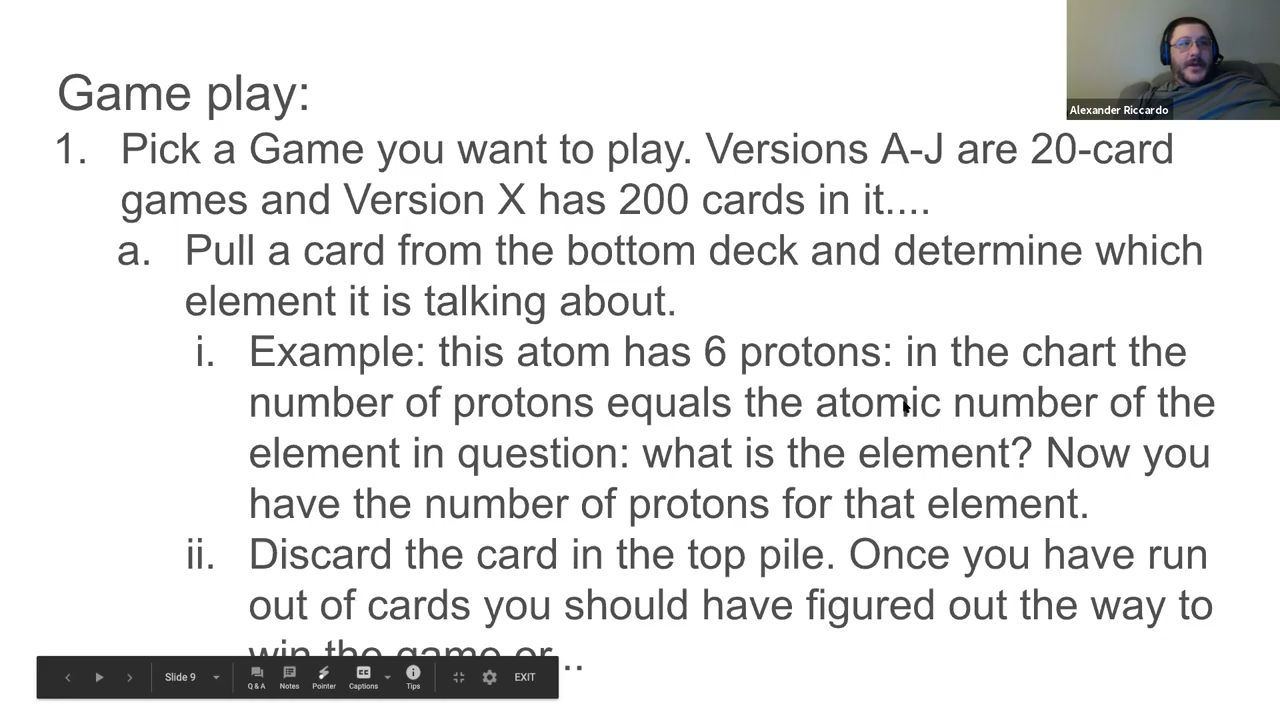 Alexander Riccardo
Game play:
1. Pick a Game you want to play. Versions A-J are 20-card
games and Version X has 200 cards in it....
a. Pull a card from the bottom deck and determine which
element it is talking about.
i. Example: this atom has 6 protons: in the chart the
number of protons equals the atomic number of the
element in question: what is the element? Now you
have the number of protons for that element.
ii. Discard the card in the top pile. Once you have run
out of cards you should have figured out the way to
win the game or...
Slide 9
Q & A
Notes
Pointer
CC
Captions
Tips
EXIT